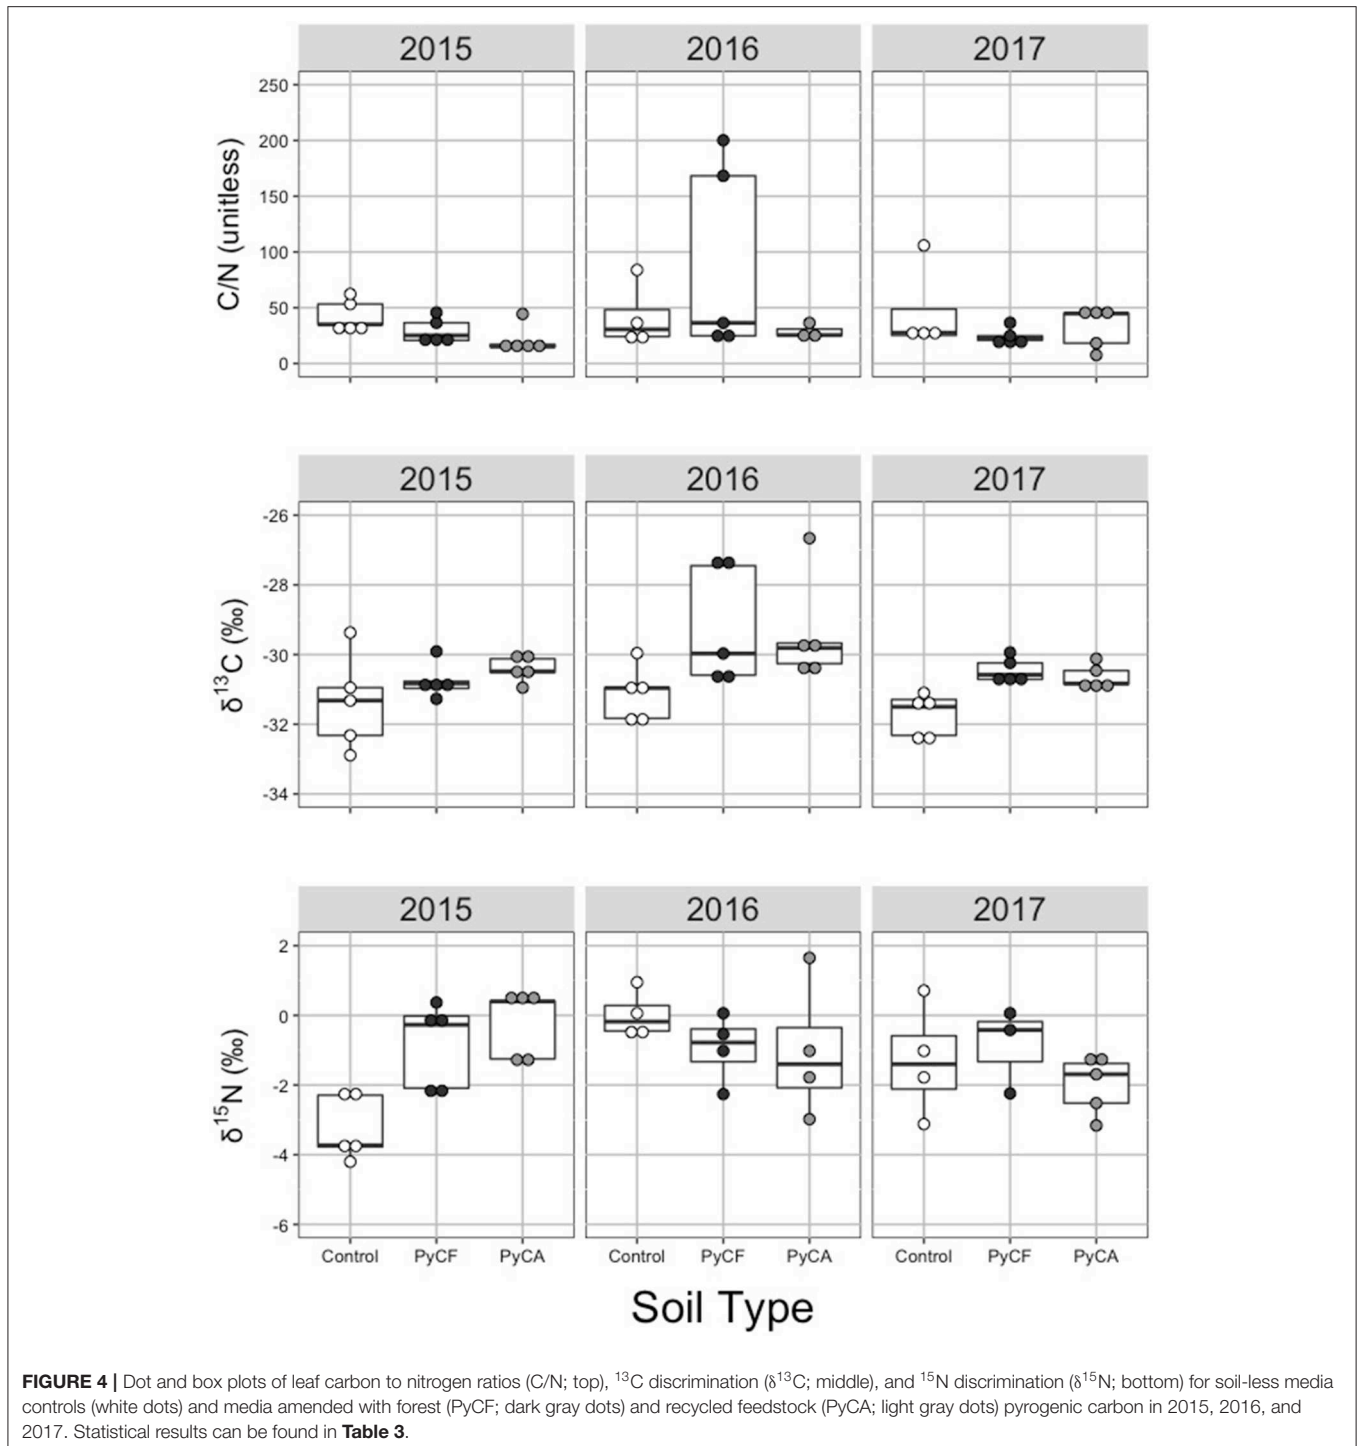 2015 2016 2017
C/N (unitless)
250
200
150
100
50
0
2015 2016 2017
δ13C (‰)
-26
-28
-30
-32
-34
2015 2016 2017
δ15N (‰)
2
0
-2
-4
-6
Control PyCF PyCA Control PyCF PyCA Control PyCF PyCA
Soil Type
FIGURE 4 | Dot and box plots of leaf carbon to nitrogen ratios (C/N; top), 13C discrimination (δ13C; middle), and 15N discrimination (δ15N; bottom) for soil-less media
controls (white dots) and media amended with forest (PyCF; dark gray dots) and recycled feedstock (PyCA; light gray dots) pyrogenic carbon in 2015, 2016, and
2017. Statistical results can be found in Table 3.